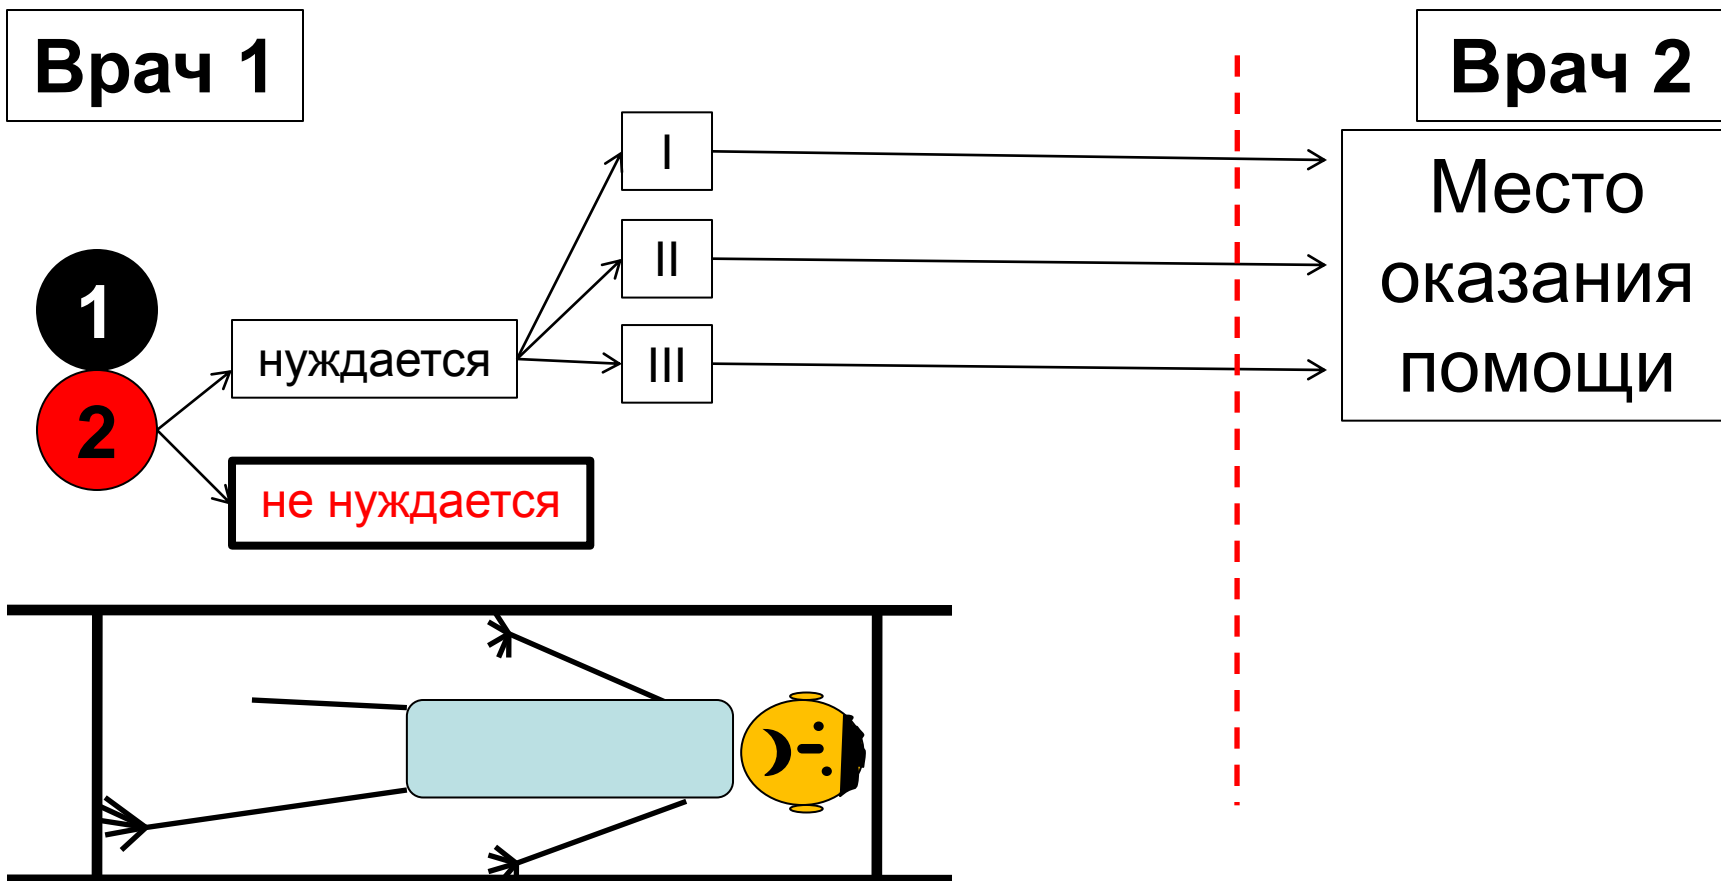 Врач 1
Врач 2
I
Место
оказания
помощи
II
1
нуждается
III
2
не нуждается